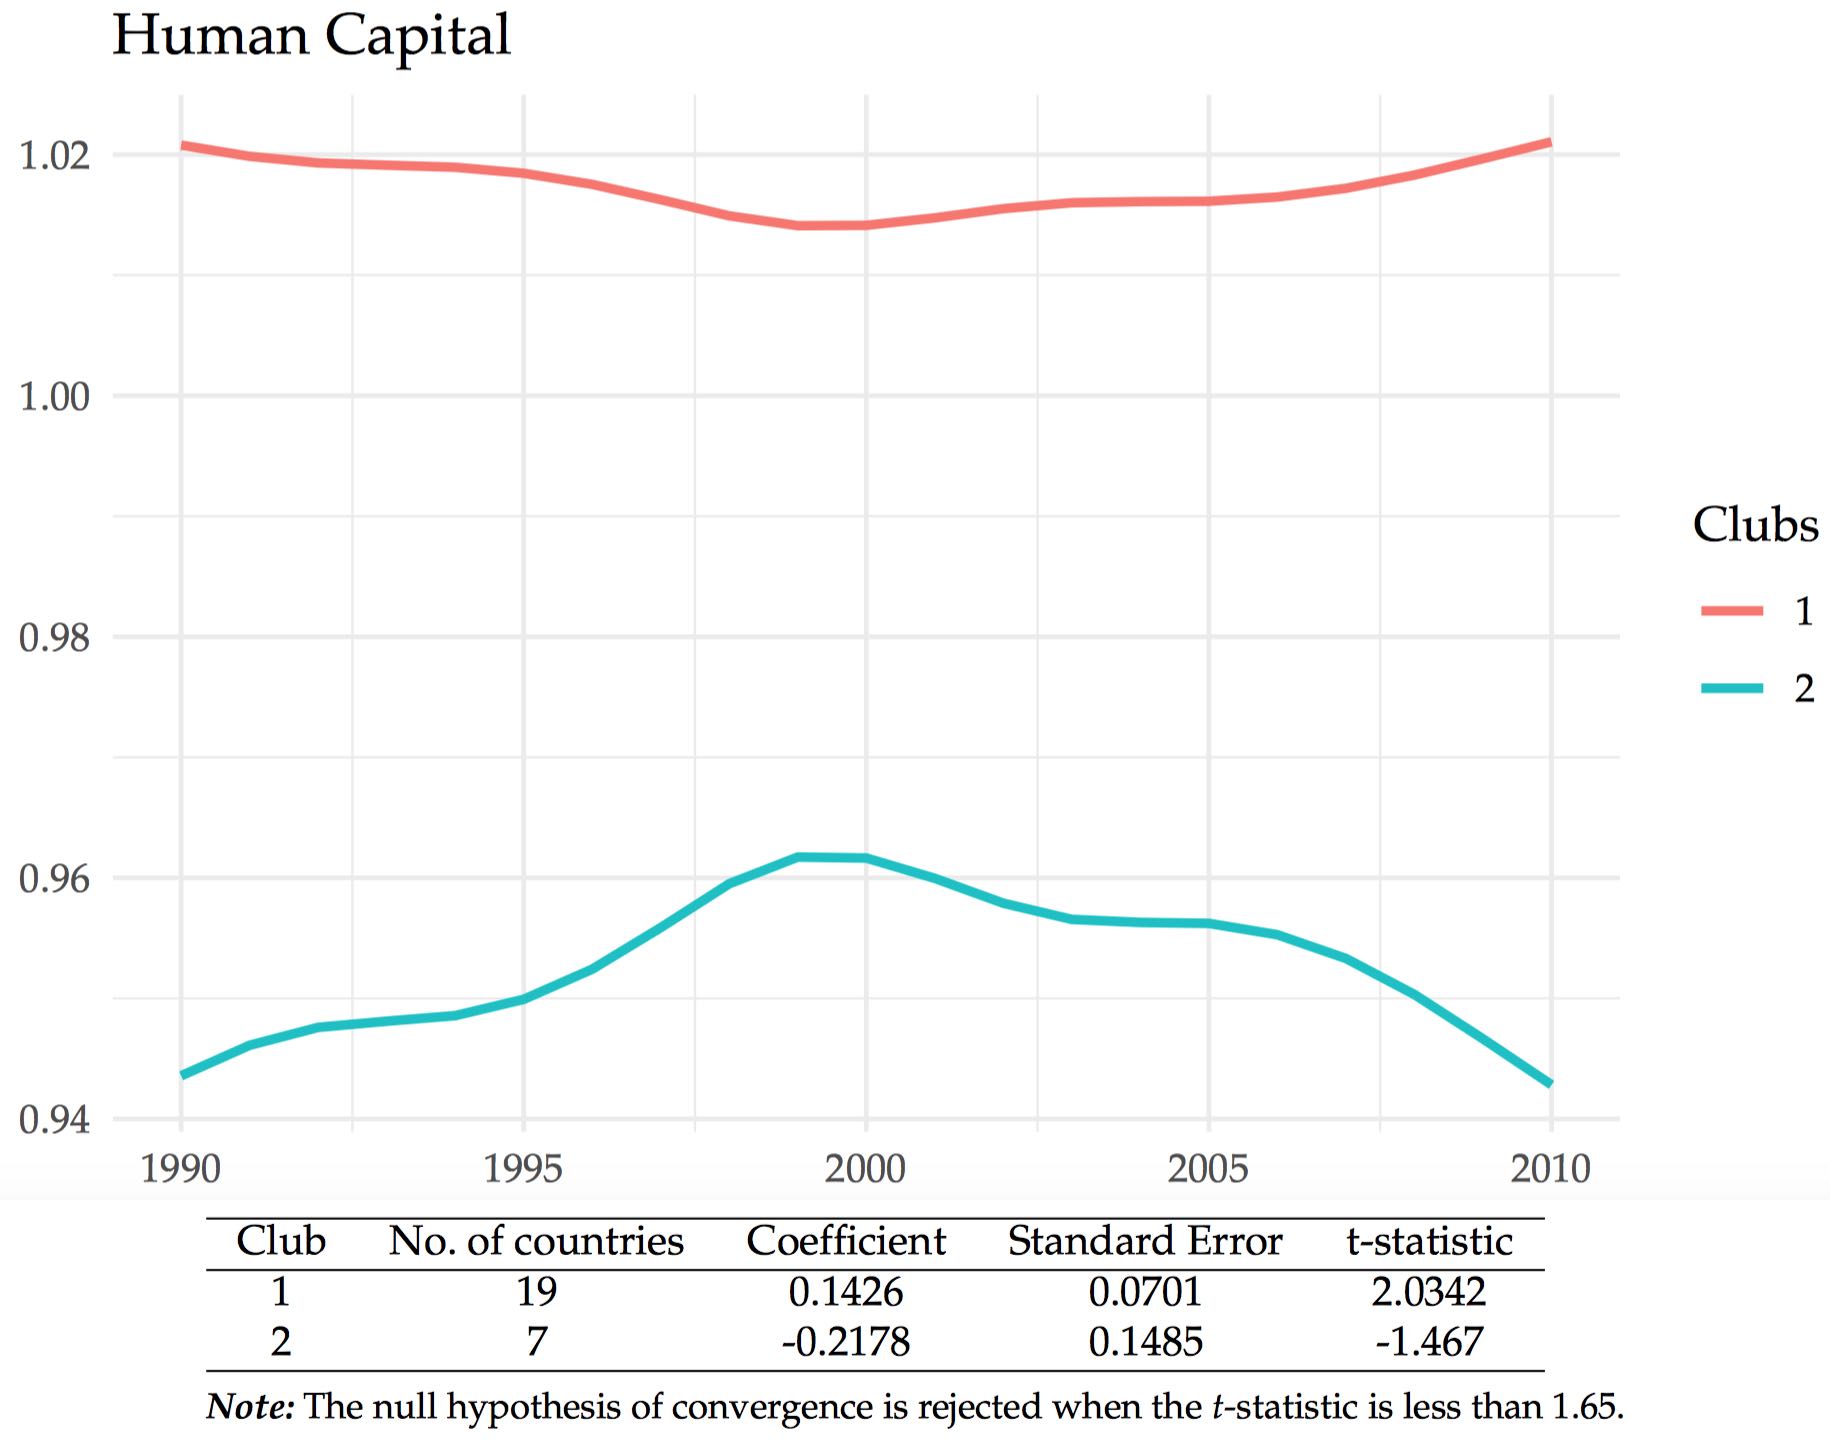 Human Capital
1.02
1.00
0.98
0.96
0.94
1990 1995 2000 2005 2010
Clubs
1
2
Club No. of countries Coefficient Standard Error t-statistic
1 19 0.1426 0.0701 2.0342
2 7 -0.2178 0.1485 -1.467
Note: The null hypothesis of convergence is rejected when the t-statistic is less than 1.65.